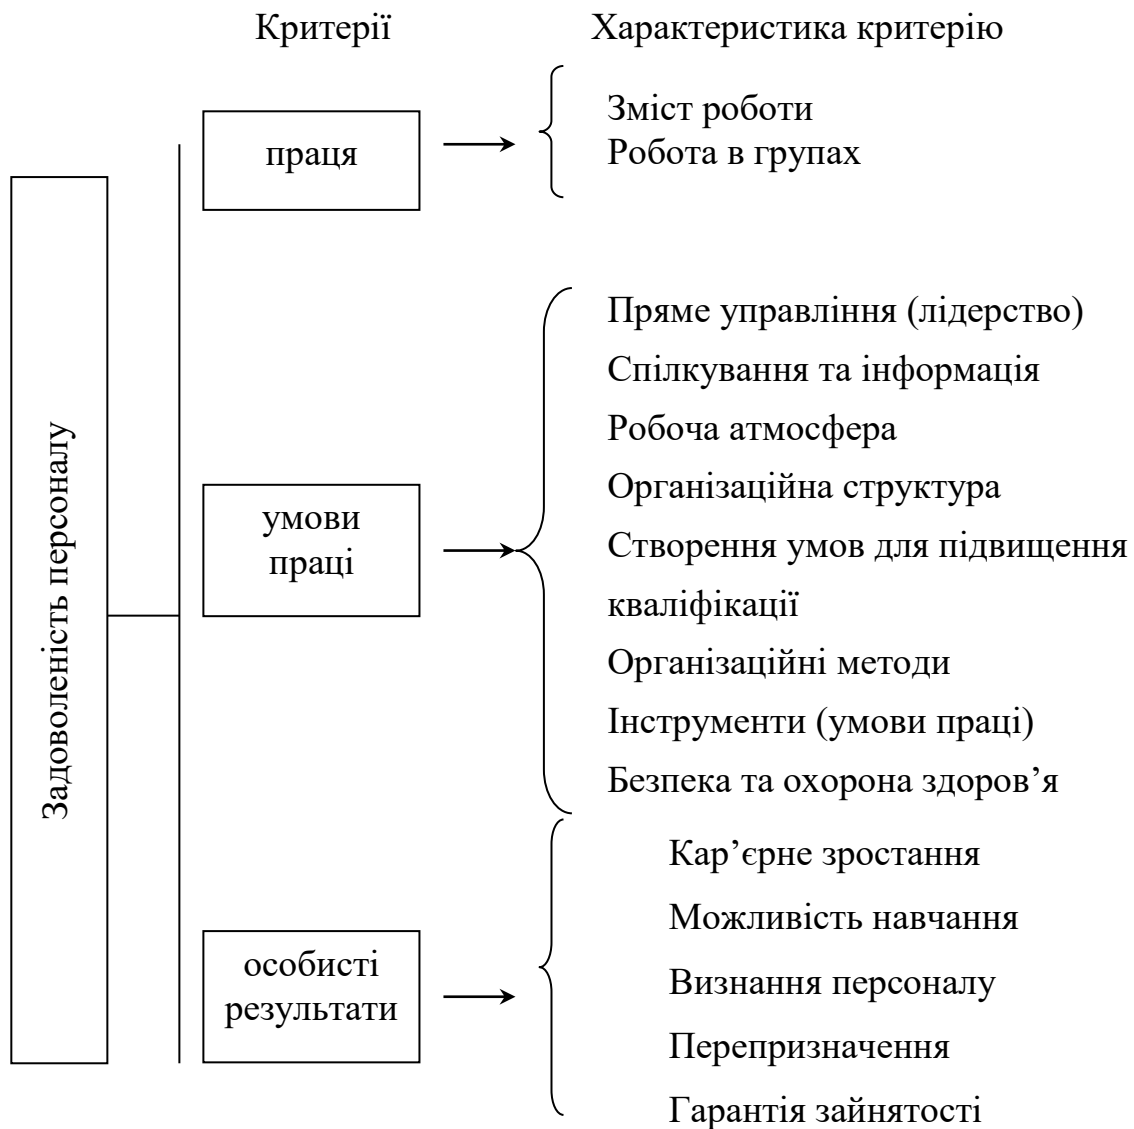 Критерії
Характеристика критерію
Задоволеність персоналу
праця
Зміст роботи
Робота в групах
умови
праці
Пряме управління (лідерство)
Спілкування та інформація
Робоча атмосфера
Організаційна структура
Створення умов для підвищення
кваліфікації
Організаційні методи
Інструменти (умови праці)
Безпека та охорона здоров’я
особисті
результати
Кар’єрне зростання
Можливість навчання
Визнання персоналу
Перепризначення
Гарантія зайнятості